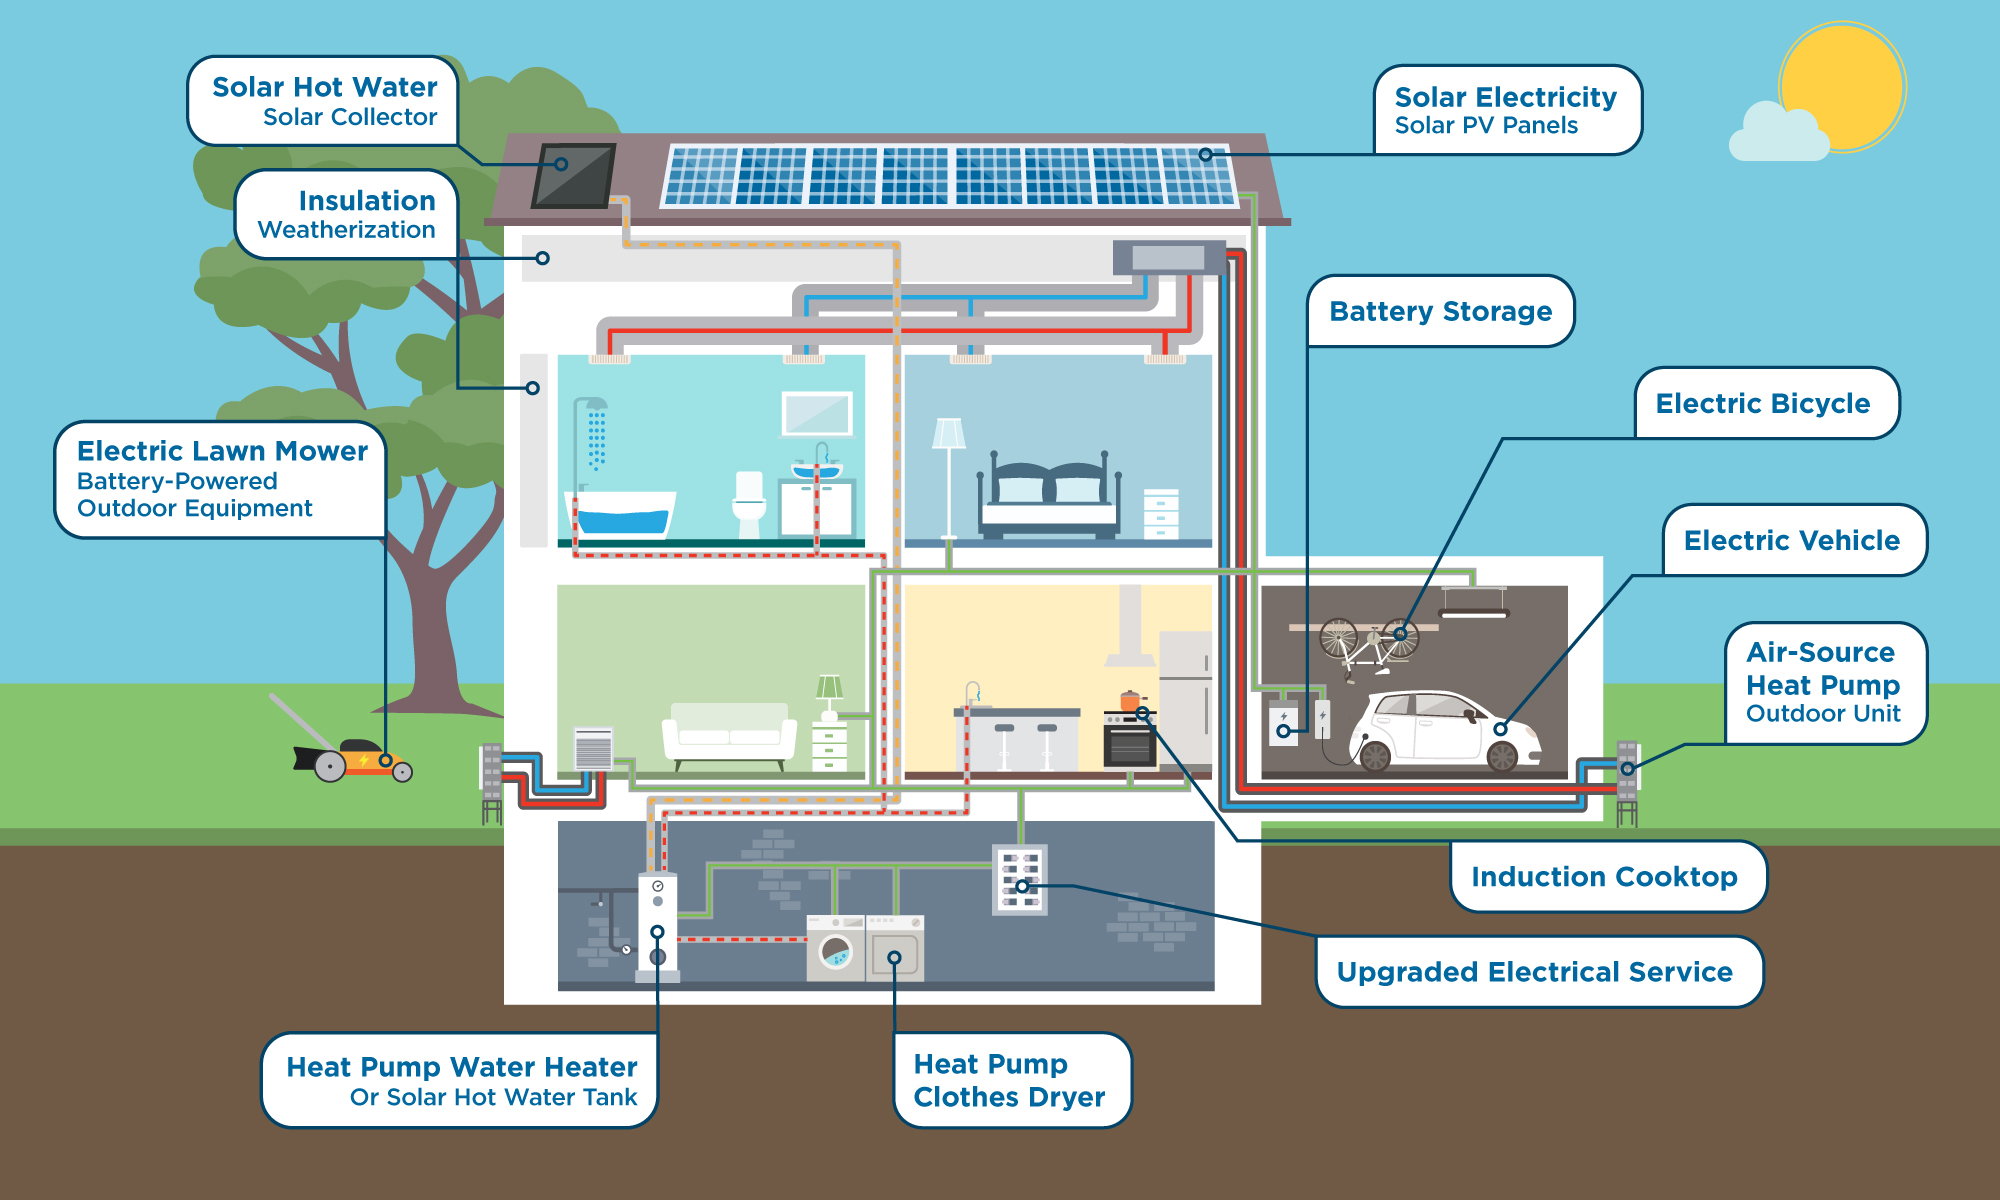 Solar Hot Water
Solar Collector
Solar Electricity
Solar PV Panels
Insulation
Weatherization
Battery Storage
Electric Bicycle
Electric Lawn Mower
Battery-Powered
Outdoor Equipment
Electric Vehicle
Air-Source
Heat Pump
Outdoor Unit
Induction Cooktop
Upgraded Electrical Service
Heat Pump Water Heater
Or Solar Hot Water Tank
Heat Pump
Clothes Dryer